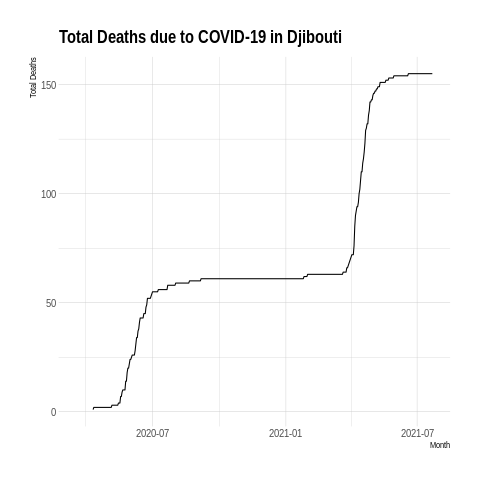 Total Deaths due to COVID-19 in Djibouti
Total Deaths
150
100
50
0
2020-07 2021-01 2021-07
Month